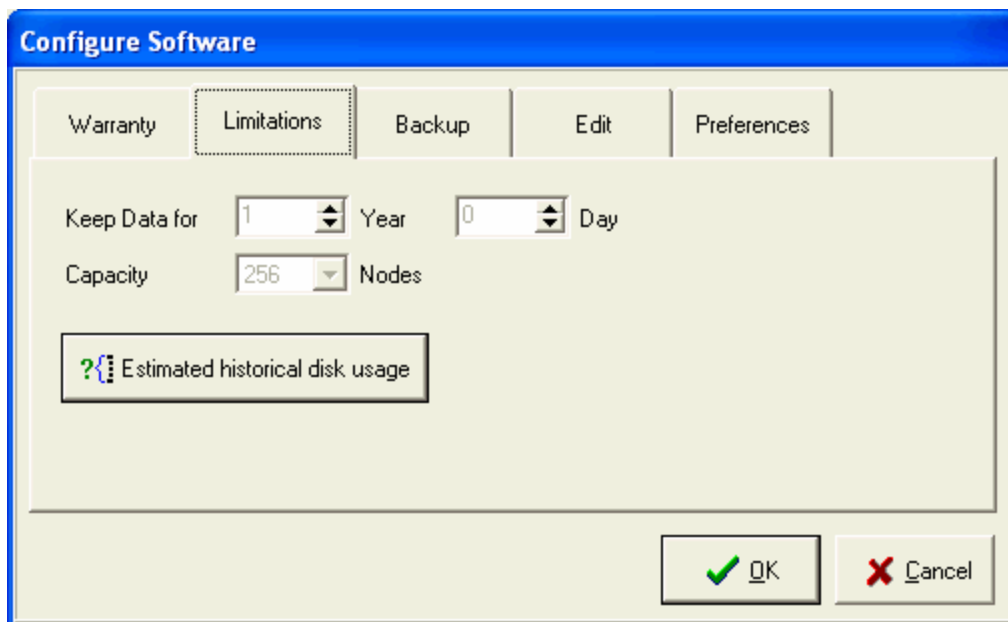 Configure Software
Warranty Limitations Backup Edit Preferences
Keep Data for 1 Year 0 Day
Capacity 256 Nodes
?{ Estimated historical disk usage
OK Cancel